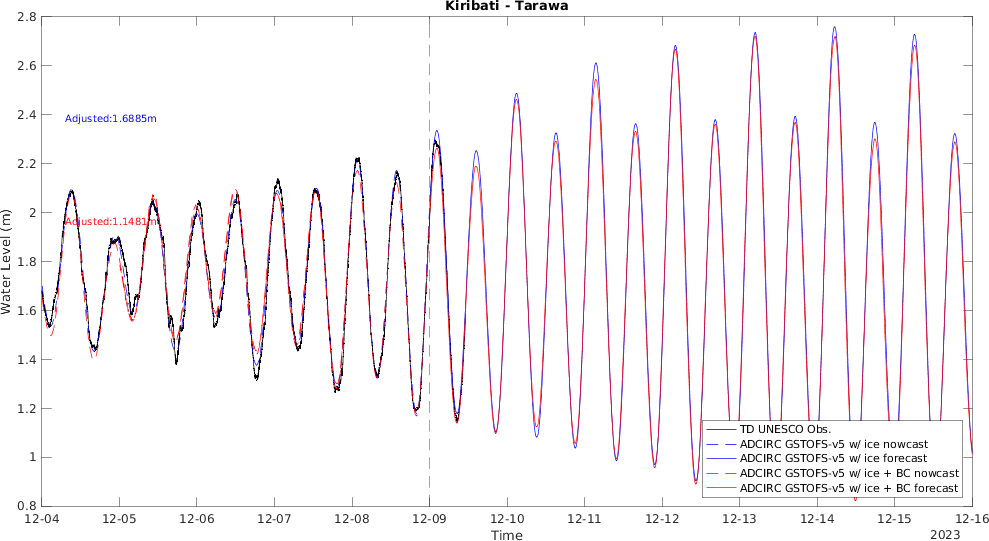 Kiribati - Tarawa
2.8
2.6
2.4
2.2
2
1.8
1.6
1.4
1.2
1
0.8
Water Level (m)
Adjusted:1.6885m
Adjusted:1.1481m
TD UNESCO Obs.
ADCIRC GSTOFS-v5 w/ ice nowcast
ADCIRC GSTOFS-v5 w/ ice forecast
ADCIRC GSTOFS-v5 w/ ice + BC nowcast
ADCIRC GSTOFS-v5 w/ ice + BC forecast
12-04 12-05 12-06 12-07 12-08 12-09 12-10 12-11 12-12 12-13 12-14 12-15 12-16
Time
2023